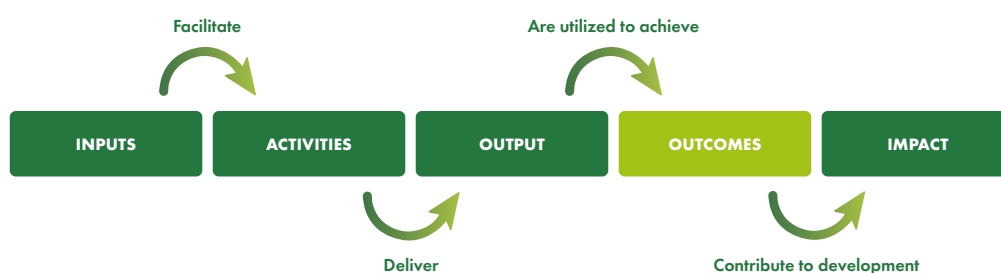 Facilitate
Are utilized to achieve
INPUTS
ACTIVITIES
OUTPUT
OUTCOMES
IMPACT
Deliver
Contribute to development